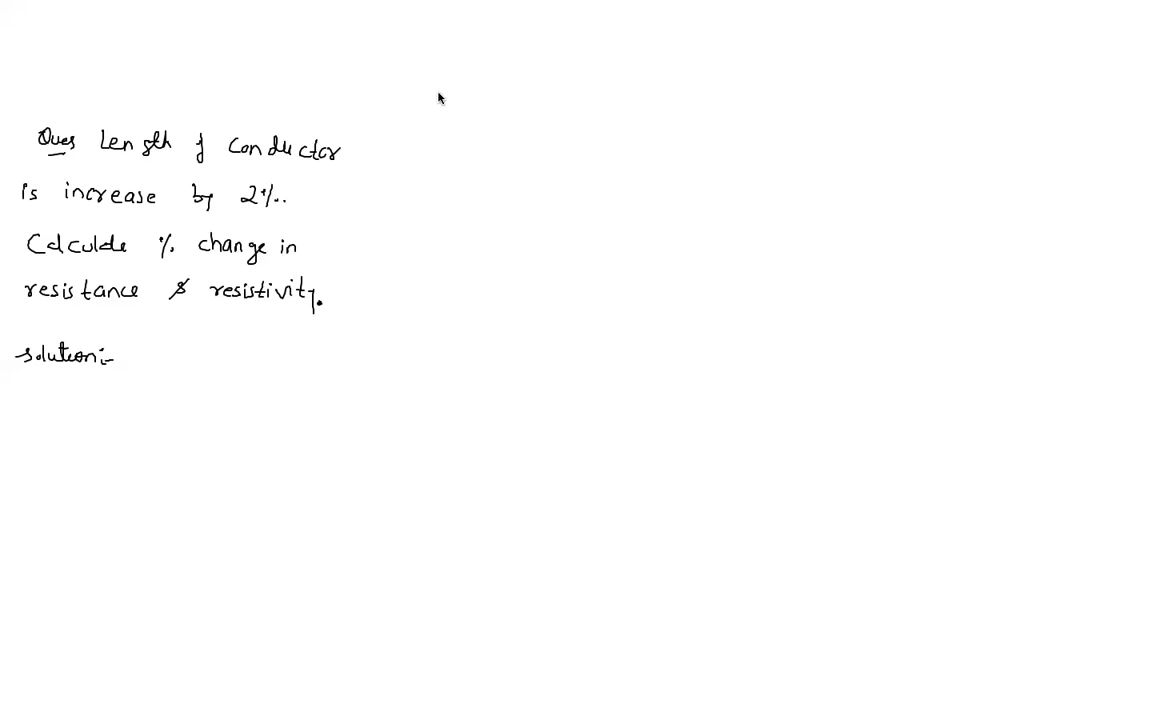 Ques Length of conductor
is increase by 2%.
Calculate % change in
resistance & resistivity.
solution:-